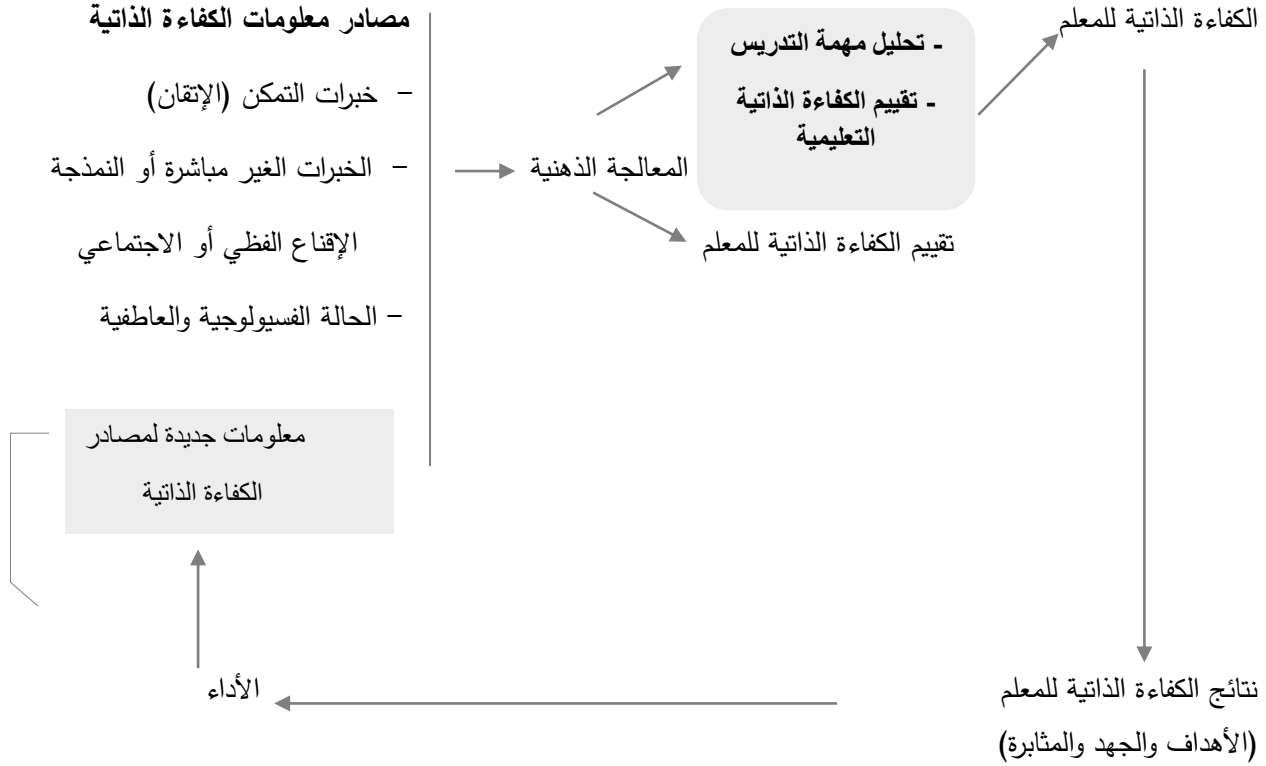 مصادر معلومات الكفاءة الذاتية
- خبرات التمكن (الإتقان)
- الخبرات الغير مباشرة أو النمذجة
الإقناع الفظي أو الاجتماعي
- الحالة الفسيولوجية والعاطفية
المعالجة الذهنية
- تحليل مهمة التدريس
- تقييم الكفاءة الذاتية
التعليمية
تقييم الكفاءة الذاتية للمعلم
الكفاءة الذاتية للمعلم
نتائج الكفاءة الذاتية للمعلم
(الأهداف والجهد والمثابرة)
الأداء
معلومات جديدة لمصادر
الكفاءة الذاتية